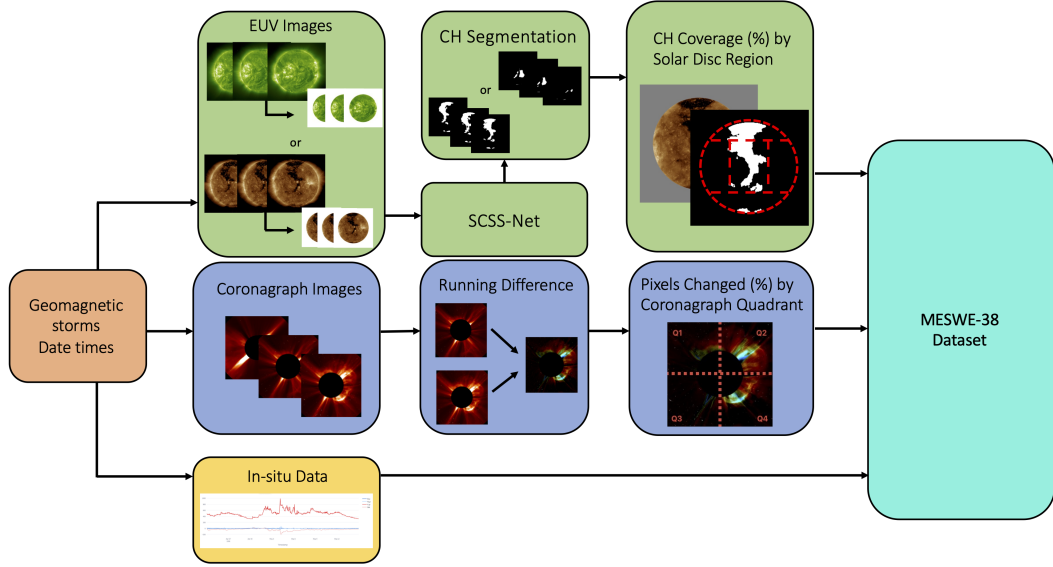 EUV Images
or
CH Segmentation
or
SCSS-Net
CH Coverage (%) by
Solar Disc Region
Geomagnetic
storms
Date times
Coronagraph Images
Running Difference
Pixels Changed (%) by
Coronagraph Quadrant
Q1
Q2
Q3
Q4
In-situ Data
MESWE-38
Dataset